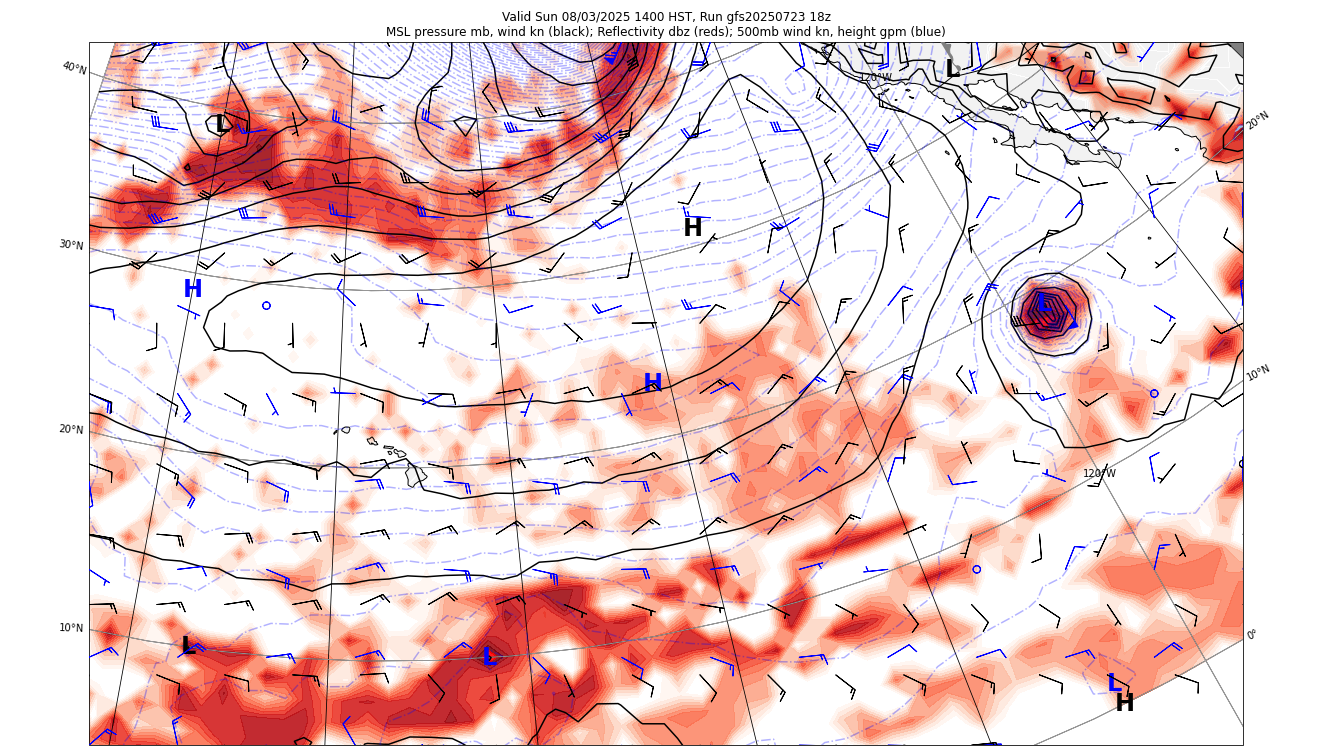 Valid Sun 08/03/2025 1400 HST, Run gfs20250723 18z
MSL pressure mb, wind kn (black); Reflectivity dbz (reds); 500mb wind kn, height gpm (blue)
40°N
L
120°W
L
20°N
H
30°N
H
L
H
10°N
20°N
120°W
10°N
L
L
0°
L
H